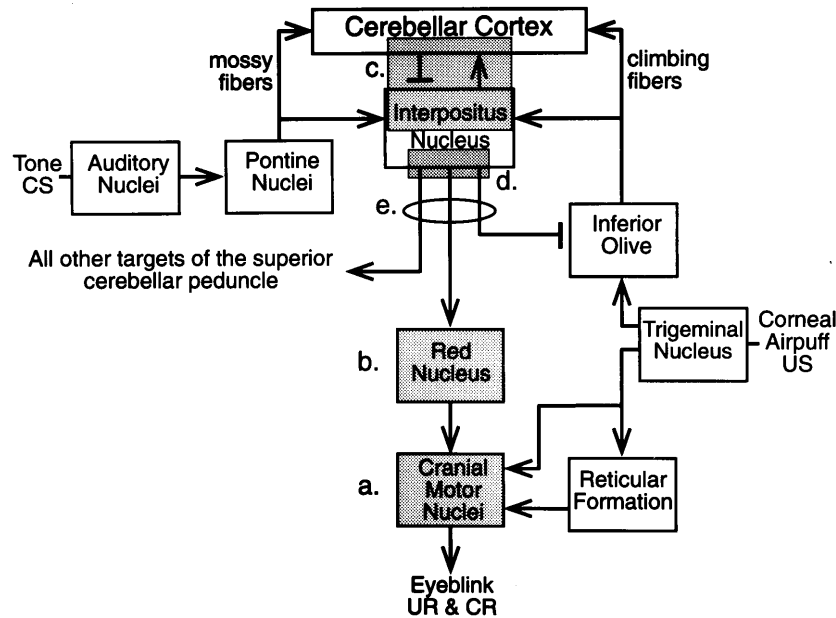 Cerebellar Cortex
mossy
fibers
c.
climbing
fibers
Interpositus
Nucleus
Tone
CS
Auditory
Nuclei
Pontine
Nuclei
d.
e.
Inferior
Olive
All other targets of the superior
cerebellar peduncle
Trigeminal
Nucleus
Corneal
Airpuff
US
b.
Red
Nucleus
a.
Cranial
Motor
Nuclei
Reticular
Formation
Eyeblink
UR & CR